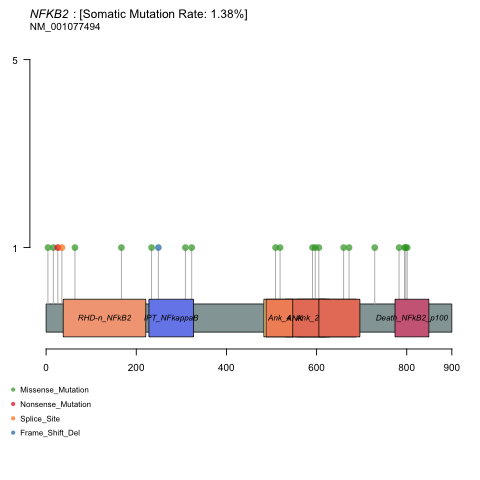 NFKB2 : [Somatic Mutation Rate: 1.38%]
NM_001077494
5
1
RHD-n_NFkB2
IPT_NFkappaB
Ank_2
Death_NFkB2_p100
0
200
400
600
800
900
Missense_Mutation
Nonsense_Mutation
Splice_Site
Frame_Shift_Del